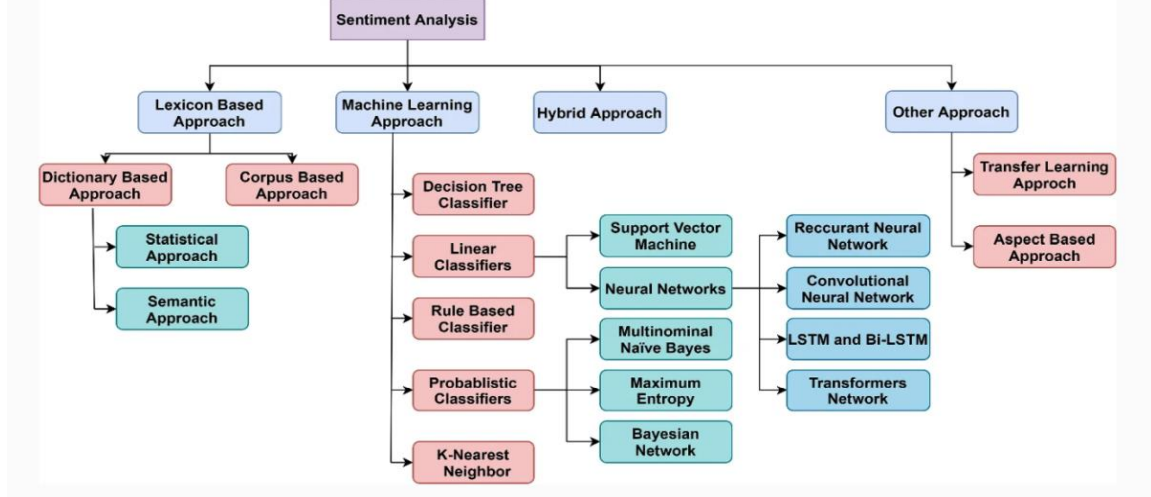 Sentiment Analysis
Lexicon Based
Approach
Machine Learning
Approach
Hybrid Approach
Other Approach
Dictionary Based
Approach
Corpus Based
Approach
Statistical
Approach
Semantic
Approach
Decision Tree
Classifier
Linear
Classifiers
Rule Based
Classifier
Probablistic
Classifiers
K-Nearest
Neighbor
Support Vector
Machine
Neural Networks
Multinominal
Naïve Bayes
Maximum
Entropy
Bayesian
Network
Reccurant Neural
Network
Convolutional
Neural Network
LSTM and Bi-LSTM
Transformers
Network
Transfer Learning
Approch
Aspect Based
Approach